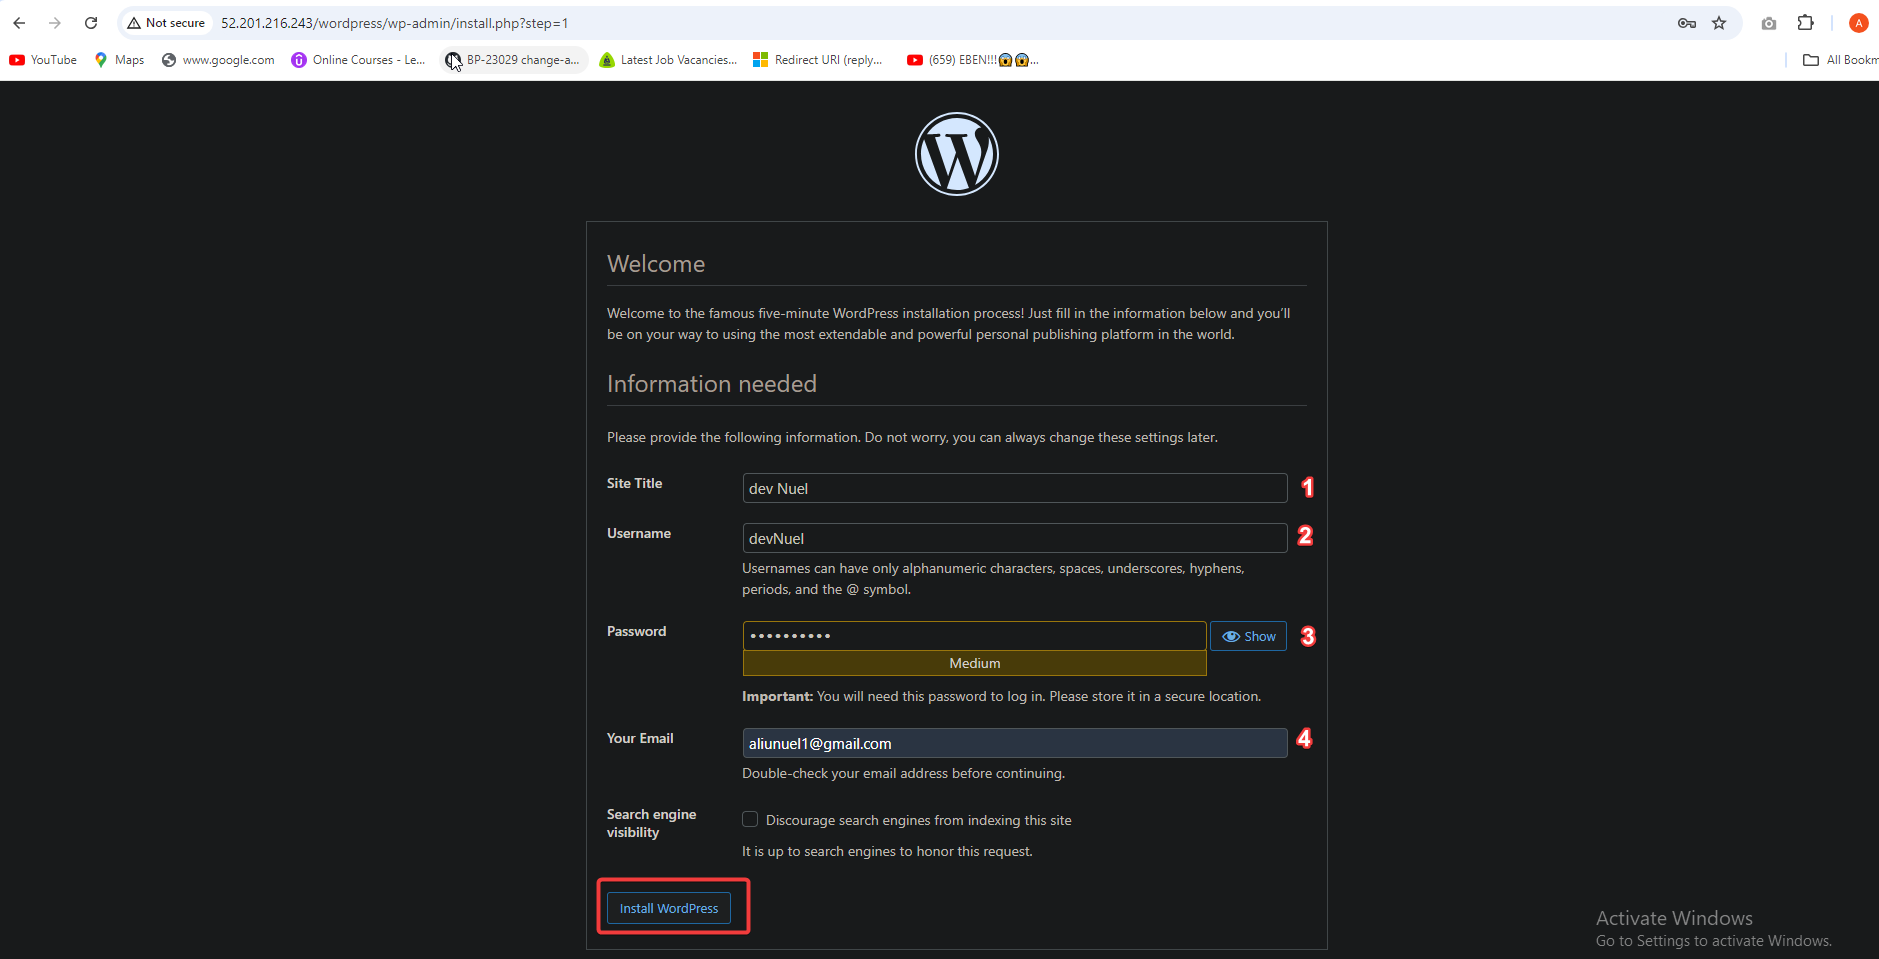 Not secure 52.201.216.243/wordpress/wp-admin/install.php?step=1 A
YouTube Maps www.google.com Online Courses - Le... BP-23029 change-a... Latest Job Vacancies... Redirect URI (reply... (659) EBEN!!!😱😱... All Bookm
W
Welcome
Welcome to the famous five-minute WordPress installation process! Just fill in the information below and you’ll
be on your way to using the most extendable and powerful personal publishing platform in the world.
Information needed
Please provide the following information. Do not worry, you can always change these settings later.
Site Title dev Nuel 1
Username devNuel 2
Usernames can have only alphanumeric characters, spaces, underscores, hyphens,
periods, and the @ symbol.
Password •••••••••• Show 3
Medium
Important: You will need this password to log in. Please store it in a secure location.
Your Email aliunuel1@gmail.com 4
Double-check your email address before continuing.
Search engine
visibility
Discourage search engines from indexing this site
It is up to search engines to honor this request.
Install WordPress
Activate Windows
Go to Settings to activate Windows.